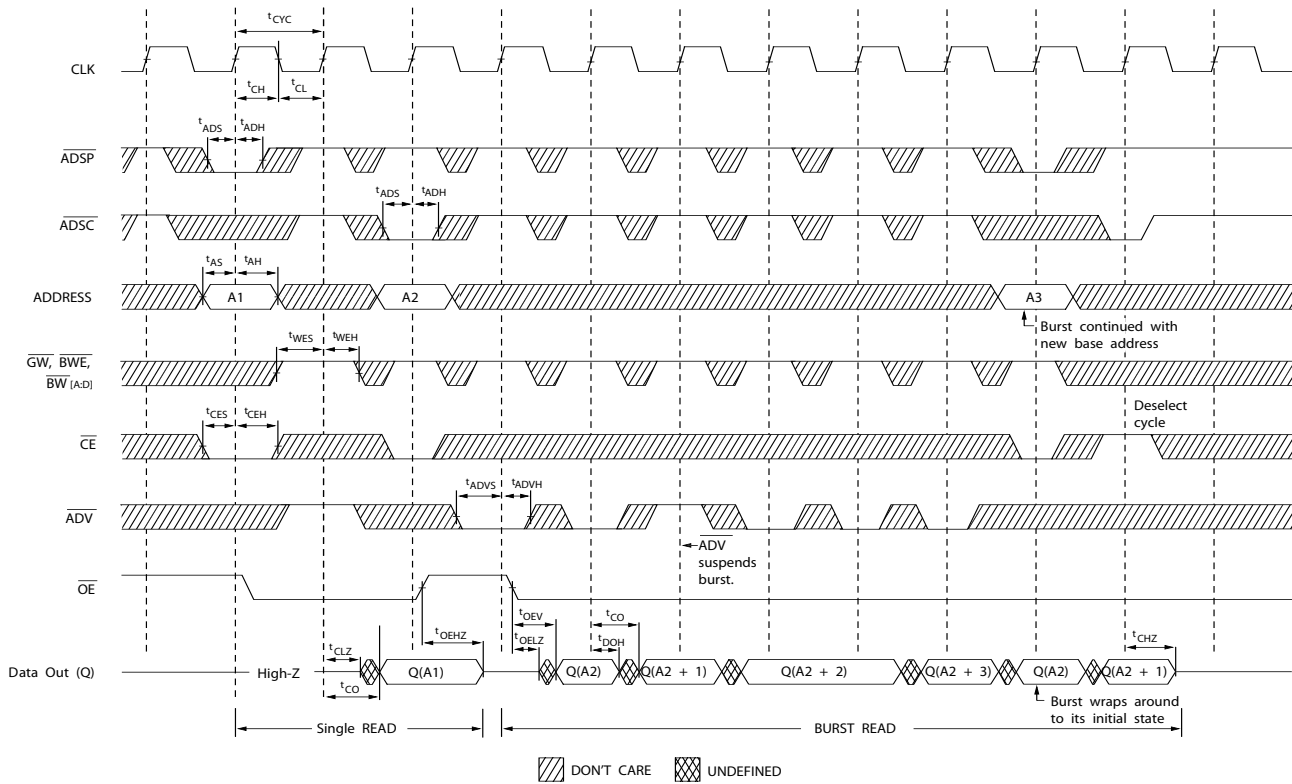 tCYC
CLK
tCH
tCL
tADS
tADH
ADSP
tADS
tADH
ADSC
tAS
tAH
ADDRESS
A1
A2
A3
Burst continued with
new base address
tWES
tWEH
GW, BWE,
BW [A:D]
tCES
tCEH
Deselect
cycle
CE
tADVS
tADVH
ADV
ADV
suspends
burst.
OE
tOEHZ
tOEV
tCO
tOELZ
tDOH
tCHZ
tCLZ
Data Out (Q)
High-Z
Q(A1)
Q(A2)
Q(A2 + 1)
Q(A2 + 2)
Q(A2 + 3)
Q(A2)
Q(A2 + 1)
tCO
Burst wraps around
to its initial state
Single READ
BURST READ
DON'T CARE
UNDEFINED